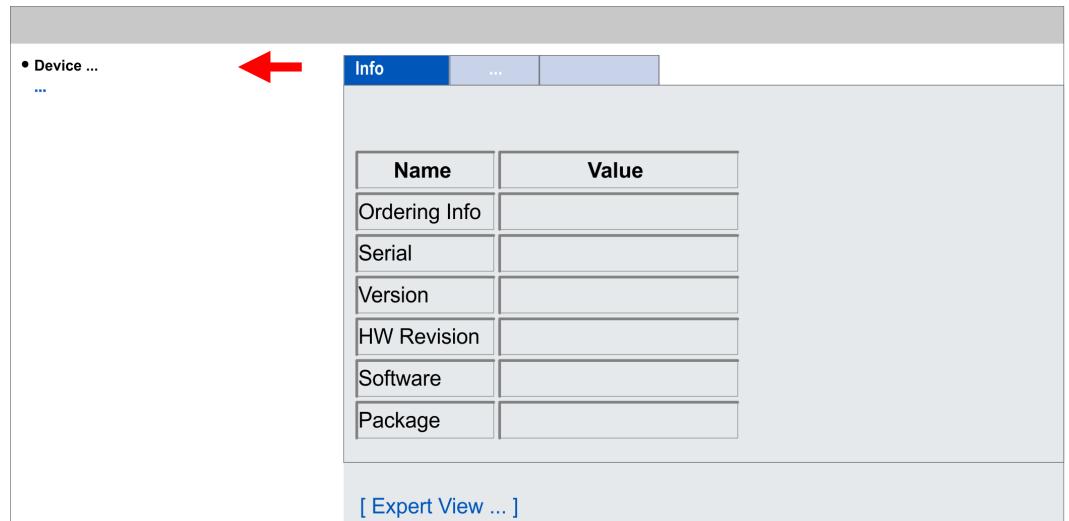 Device ...
...
Info ...
Name Value
Ordering Info
Serial
Version
HW Revision
Software
Package
[ Expert View ... ]